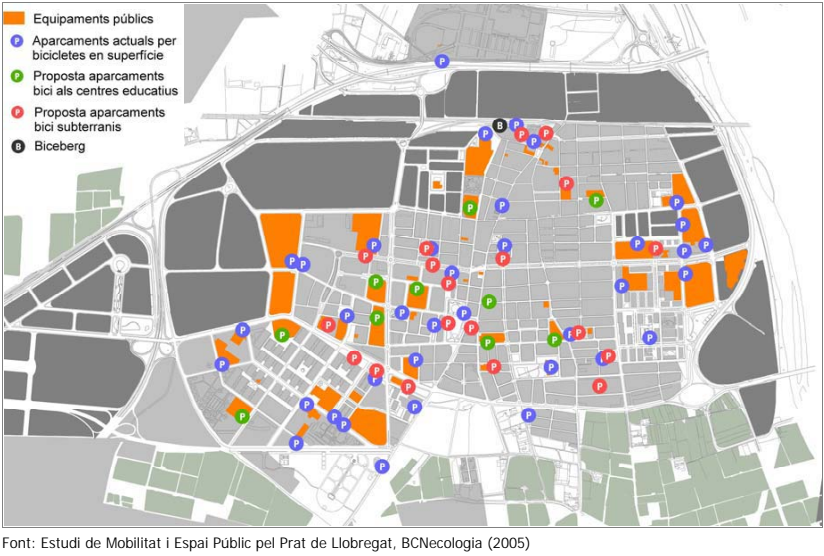 Equipaments públics
Aparcaments actuals per
bicicletes en superfície
Proposta aparcaments
bici als centres educatius
Proposta aparcaments
bici subterranis
Biceberg
Font: Estudi de Mobilitat i Espai Públic pel Prat de Llobregat, BCNecologia (2005)